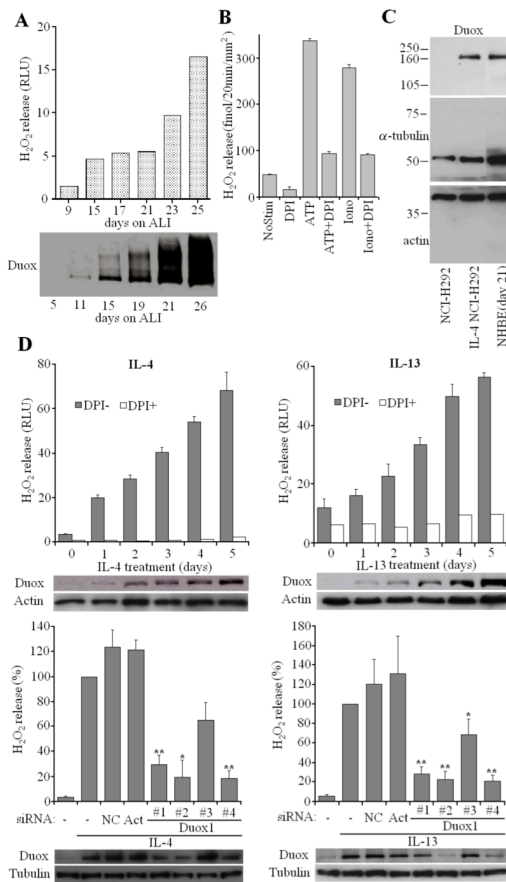 A
H2O2 release (RLU)
20
15
10
5
0
9 15 17 21 23 25
days on ALI
Duox
5 11 15 19 21 26
days on ALI
B
H2O2 release(fmol/20min/mm²)
300
200
100
0
NoStim
DPI
ATP
ATP+DPI
Iono
Iono+DPI
C
Duox
250
160
75
α-tubulin
50
35
actin
NCI-H292
IL-4 NCI-H292
NHBE(day 21)
D
IL-4
H2O2 release (RLU)
80
60
40
20
0
DPI- DPI+
0 1 2 3 4 5
IL-4 treatment (days)
Duox
Actin
IL-13
H2O2 release (RLU)
60
40
20
0
DPI- DPI+
0 1 2 3 4 5
IL-13 treatment (days)
Duox
Actin
H2O2 release (%)
140
120
100
80
60
40
20
0
** * **
siRNA: - - NC Act #1 #2 #3 #4
Duox1
IL-4
Duox
Tubulin
H2O2 release (%)
180
160
140
120
100
80
60
40
20
0
** ** * **
siRNA: - - NC Act #1 #2 #3 #4
Duox1
IL-13
Duox
Tubulin